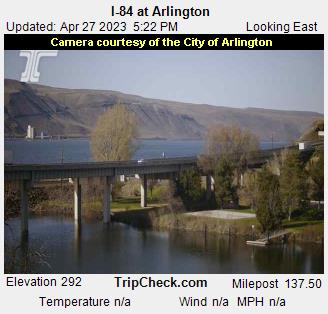 I-84 at Arlington
Updated: Apr 27 2023 5:22 PM Looking East
Camera courtesy of the City of Arlington
Elevation 292 TripCheck.com Milepost 137.50
Temperature n/a Wind n/a MPH n/a